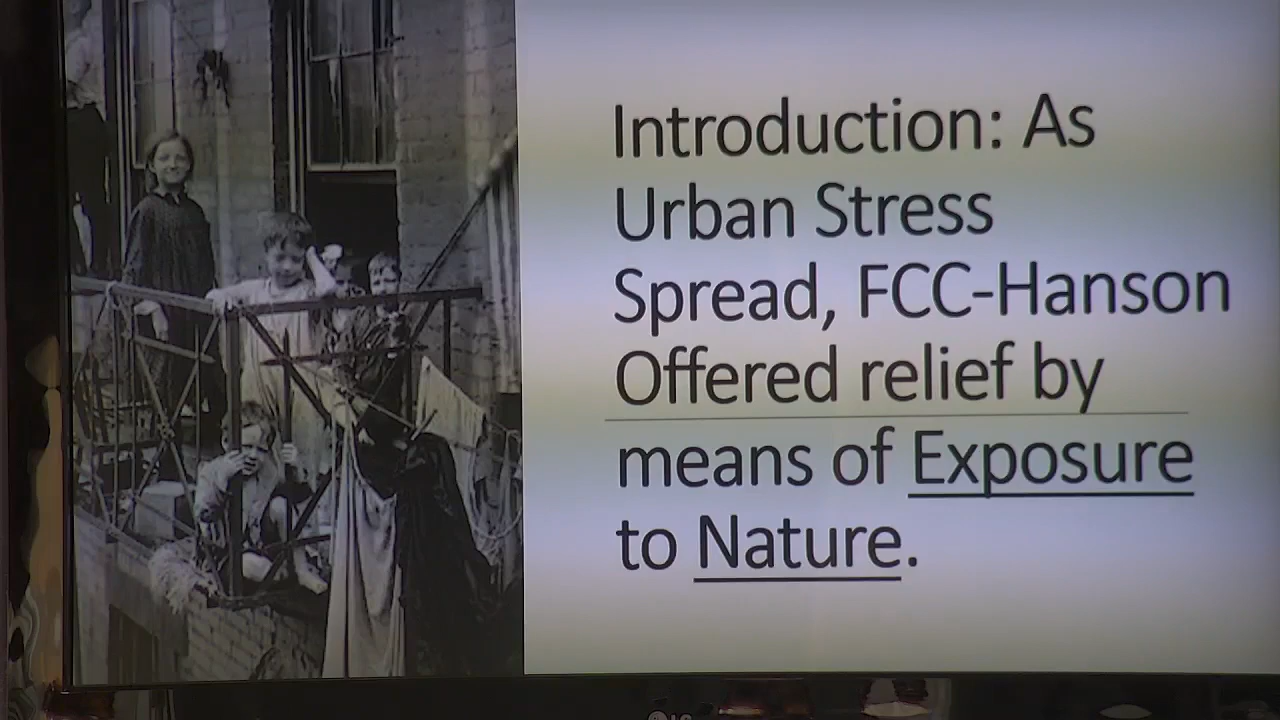 Introduction: As
Urban Stress
Spread, FCC-Hanson
Offered relief by
means of Exposure
to Nature.